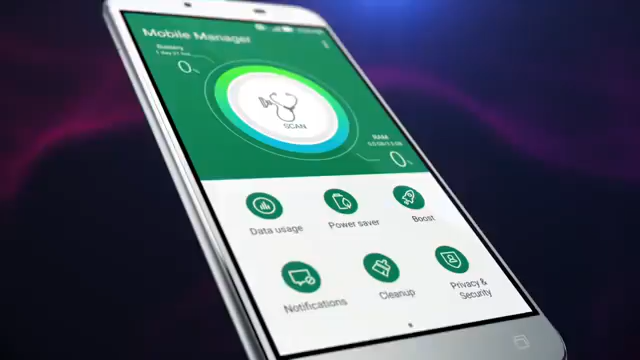 Mobile Manager
Battery
0%
SCAN
RAM
0%
Data usage
Power saver
Boost
Notifications
Cleanup
Privacy &
Security